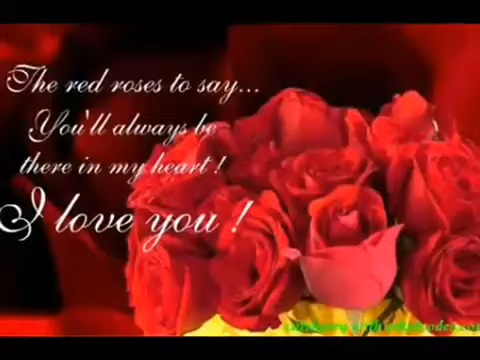 The red roses to say...
You'll always be
there in my heart !
I love you !